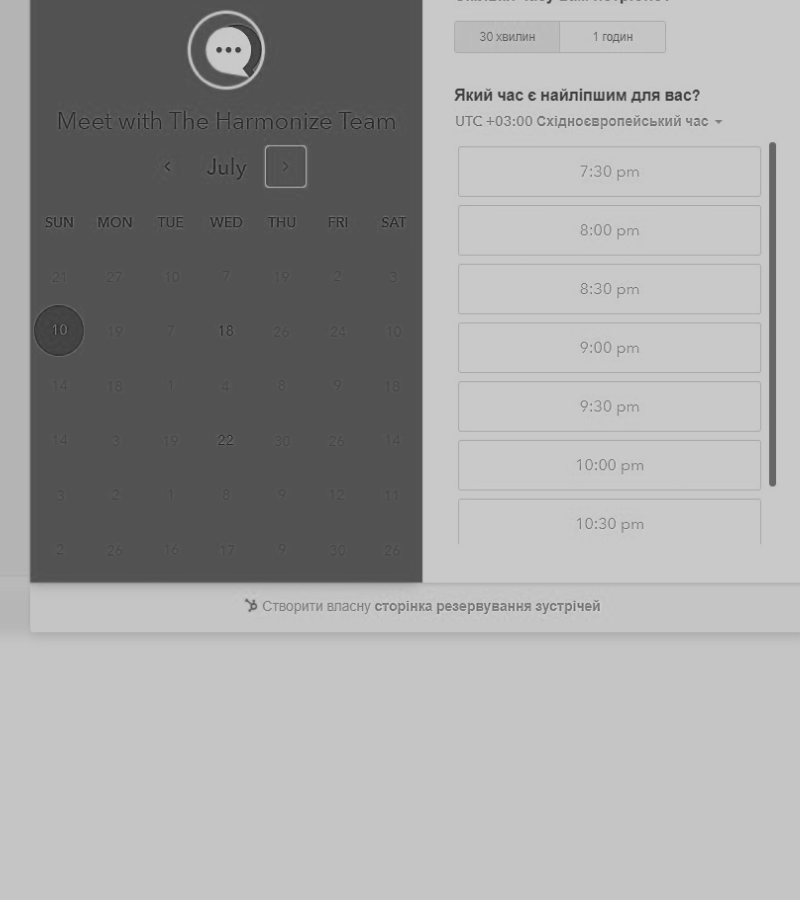 Meet with The Harmonize Team
July
SUN MON TUE WED THU FRI SAT
21 27 10 7 19 2 3
10 19 7 18 26 24 10
14 18 1 4 8 9 18
14 3 19 22 30 26 14
3 2 1 8 9 12 11
2 26 16 17 9 30 26
30 хвилин 1 годин
Який час є найліпшим для вас?
UTC +03:00 Східноєвропейський час
7:30 pm
8:00 pm
8:30 pm
9:00 pm
9:30 pm
10:00 pm
10:30 pm
Створити власну сторінка резервування зустрічей